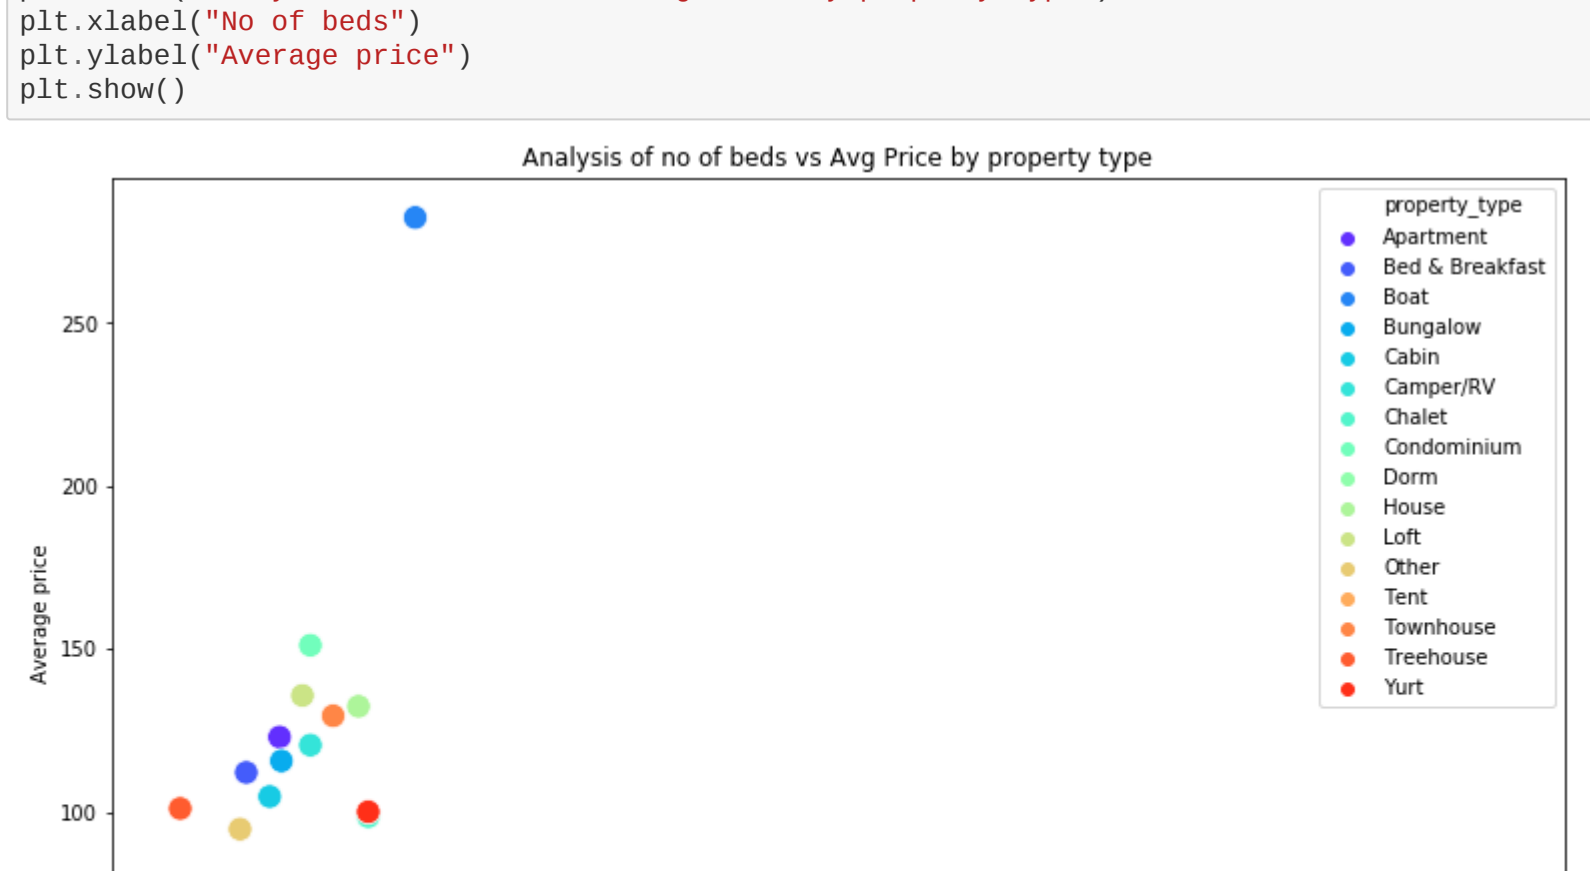 plt.xlabel("No of beds")
plt.ylabel("Average price")
plt.show()
Analysis of no of beds vs Avg Price by property type
property_type
Apartment
Bed & Breakfast
Boat
Bungalow
Cabin
Camper/RV
Chalet
Condominium
Dorm
House
Loft
Other
Tent
Townhouse
Treehouse
Yurt
250
200
150
100
Average price